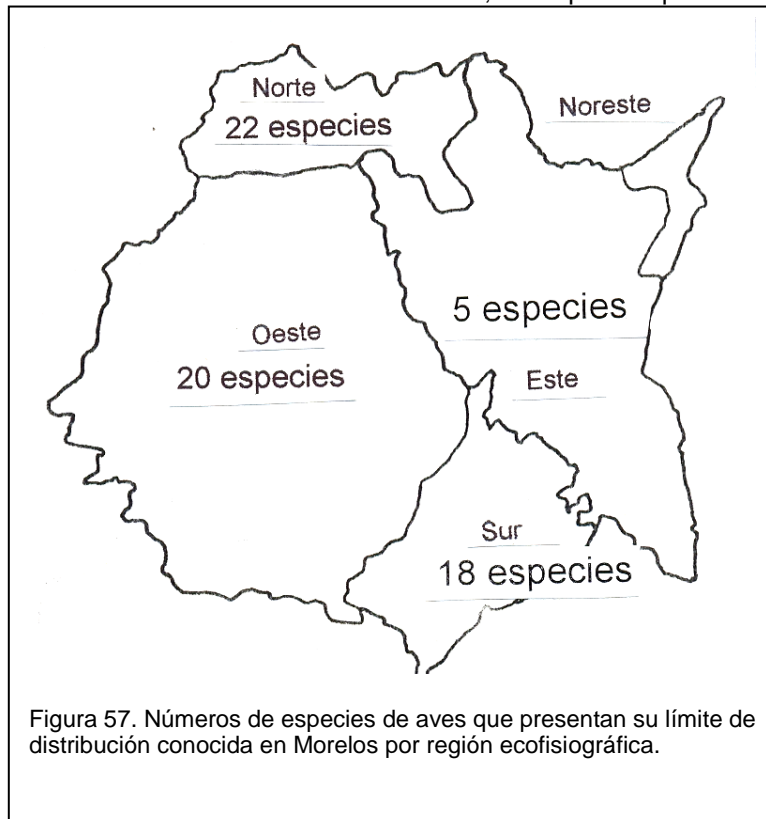 Norte
22 especies
Noreste
5 especies
Oeste
20 especies
Este
Sur
18 especies
Figura 57. Números de especies de aves que presentan su límite de
distribución conocida en Morelos por región ecofisiográfica.